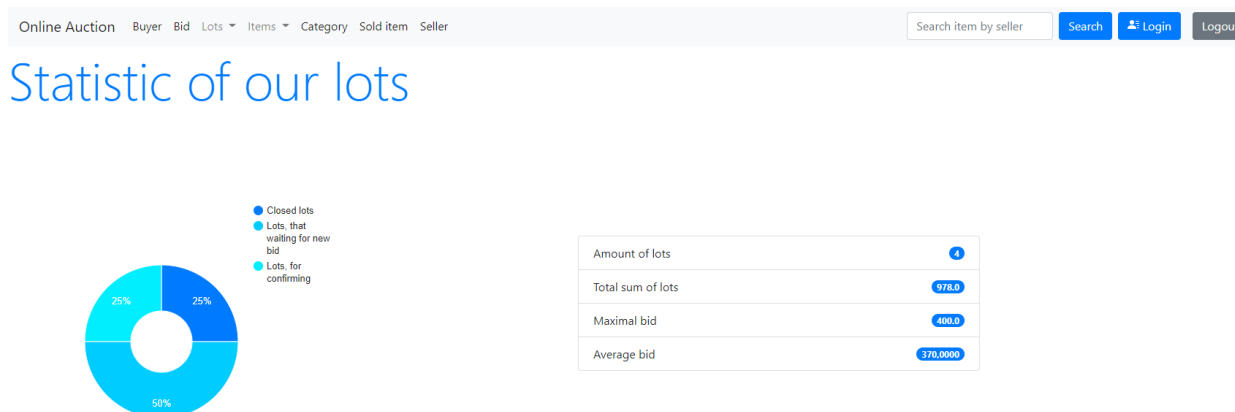 Online Auction Buyer Bid Lots Items Category Sold item Seller Search item by seller Search Login Logou
Statistic of our lots
Closed lots
Lots, that
waiting for new
bid
Lots, for
confirming
25% 25%
50%
Amount of lots 4
Total sum of lots 978.0
Maximal bid 400.0
Average bid 370,0000